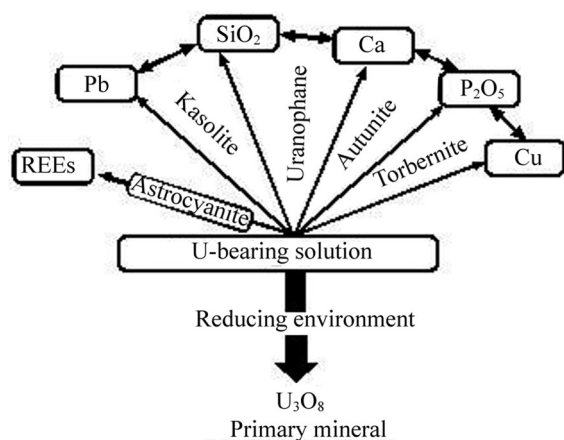 SiO₂
Ca
Pb
P₂O₅
Kasolite
Uranophane
Autunite
Torbernite
REEs
Astrocyanite
Cu
U-bearing solution
Reducing environment
U₃O₈
Primary mineral